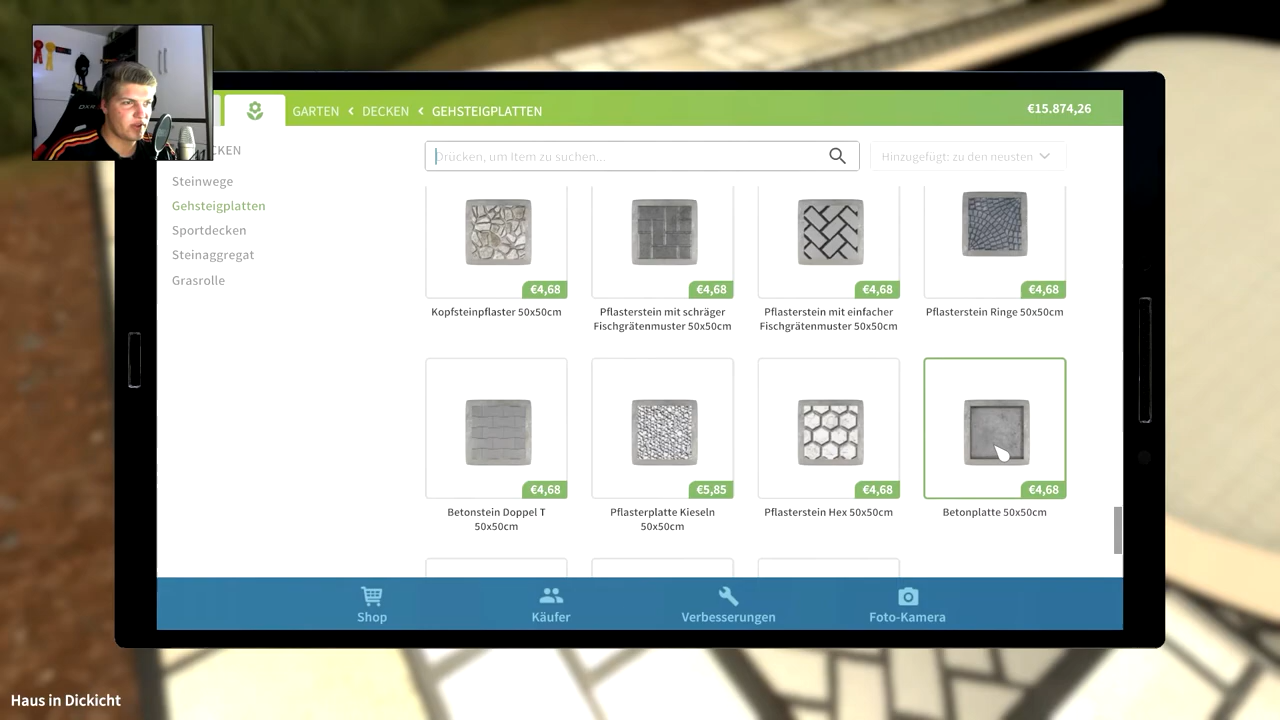 GARTEN < DECKEN < GEHSTEIGPLATTEN
€15.874,26
CKEN
Drücken, um Item zu suchen...
Hinzugefügt: zu den neusten
Steinwege
Gehsteigplatten
Sportdecken
Steinaggregat
Grasrolle
€4,68
€4,68
€4,68
€4,68
Kopfsteinpflaster 50x50cm
Pflasterstein mit schräger
Fischgrätenmuster 50x50cm
Pflasterstein mit einfacher
Fischgrätenmuster 50x50cm
Pflasterstein Ringe 50x50cm
€4,68
€5,85
€4,68
€4,68
Betonstein Doppel T
50x50cm
Pflasterplatte Kieseln
50x50cm
Pflasterstein Hex 50x50cm
Betonplatte 50x50cm
Shop
Käufer
Verbesserungen
Foto-Kamera
Haus in Dickicht